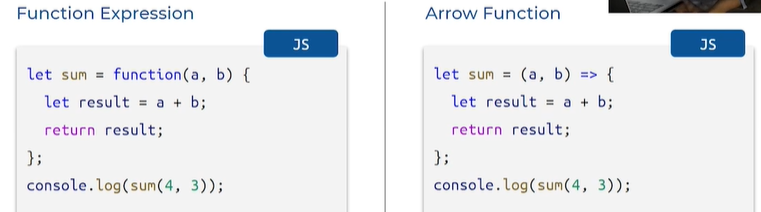 Function Expression
JS
let sum = function(a, b) {
  let result = a + b;
  return result;
};
console.log(sum(4, 3));
Arrow Function
JS
let sum = (a, b) => {
  let result = a + b;
  return result;
};
console.log(sum(4, 3));